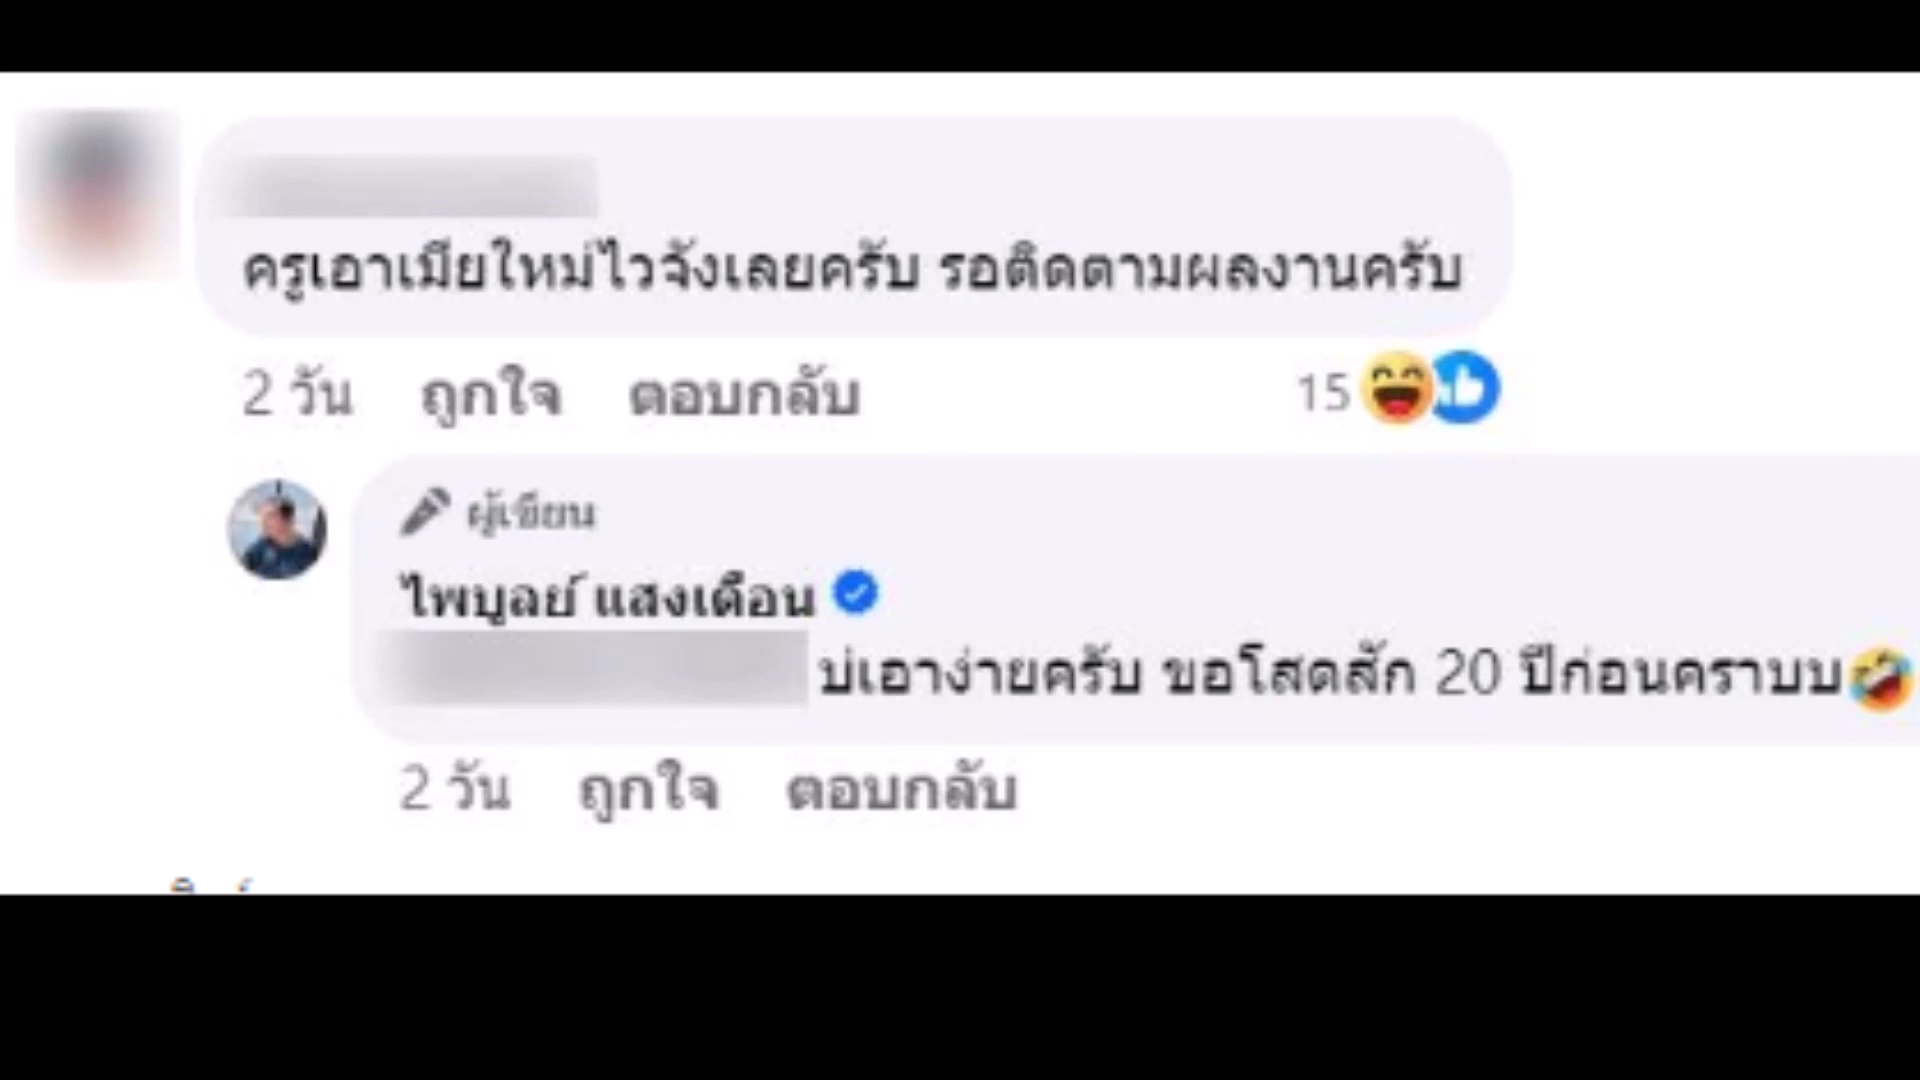 ครูเอาเมียใหม่ไวจังเลยครับ รอติดตามผลงานครับ
2 วัน ถูกใจ ตอบกลับ 15
ผู้เขียน
ไพบูลย์ แสงเดือน
บ่เอาง่ายครับ ขอโสดสัก 20 ปีก่อนคราบบ🤣
2 วัน ถูกใจ ตอบกลับ